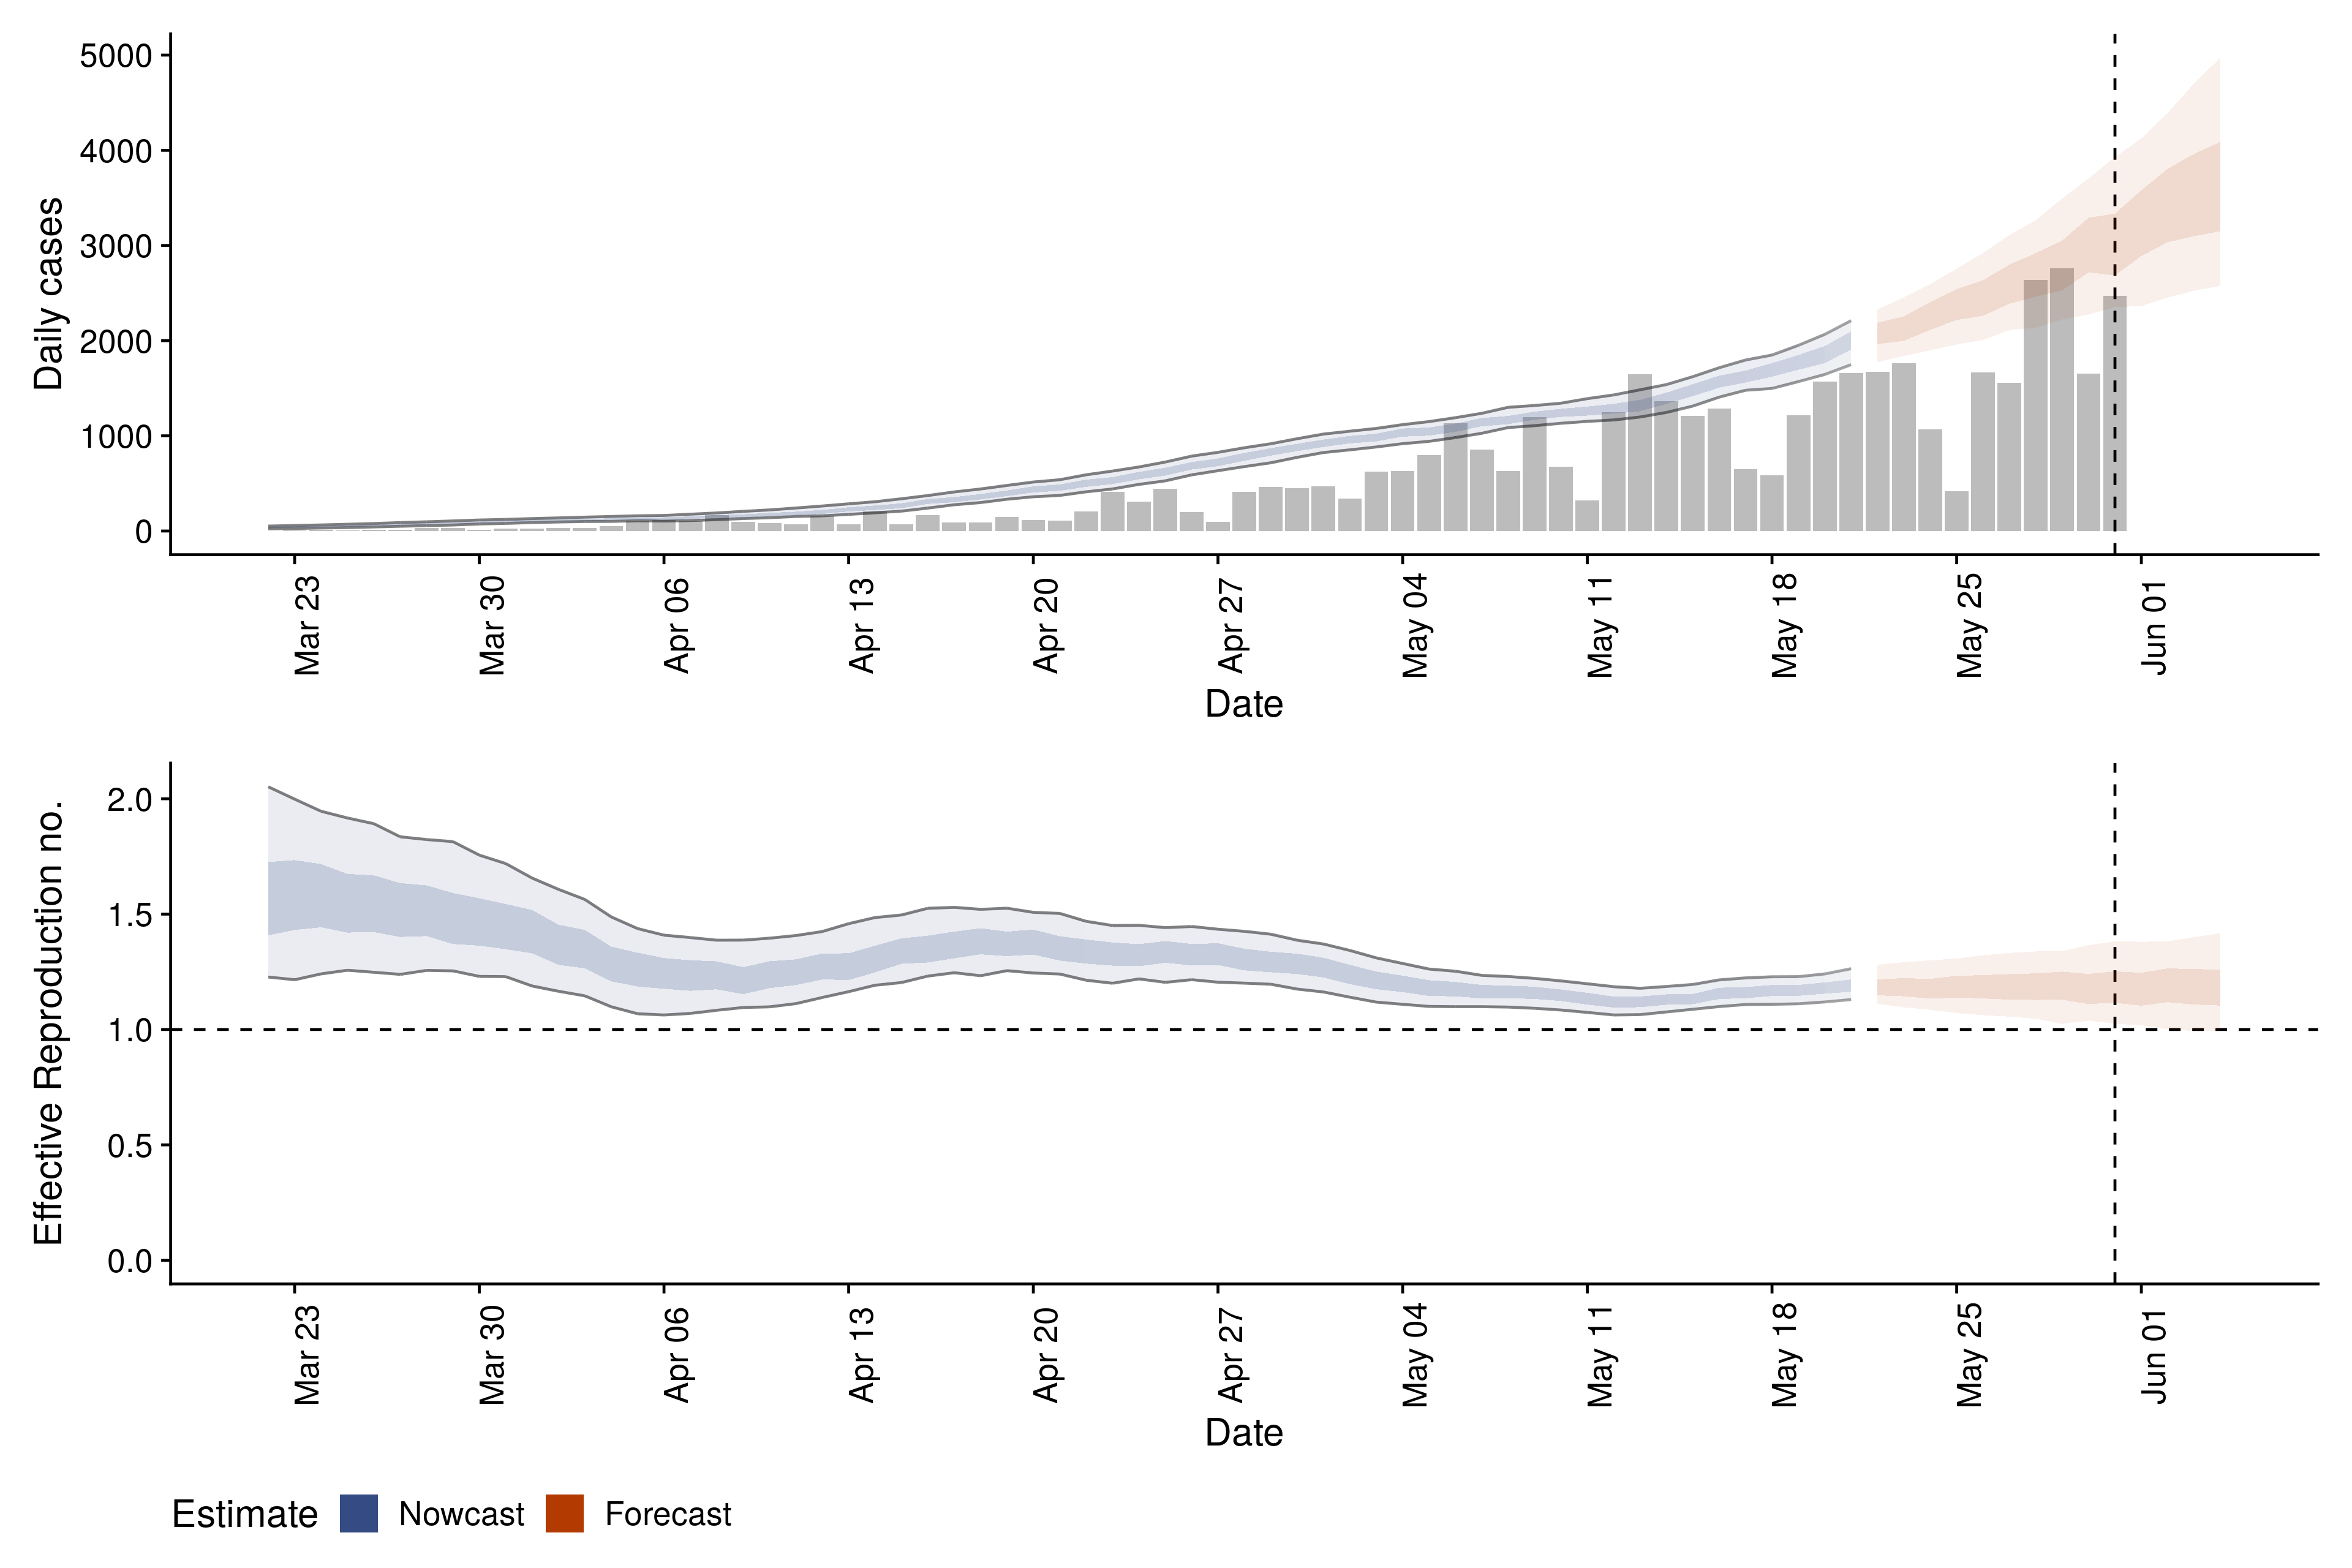 Daily cases
5000
4000
3000
2000
1000
0
Mar 23
Mar 30
Apr 06
Apr 13
Apr 20
Apr 27
May 04
May 11
May 18
May 25
Jun 01
Date
Effective Reproduction no.
2.0
1.5
1.0
0.5
0.0
Mar 23
Mar 30
Apr 06
Apr 13
Apr 20
Apr 27
May 04
May 11
May 18
May 25
Jun 01
Date
Estimate Nowcast Forecast